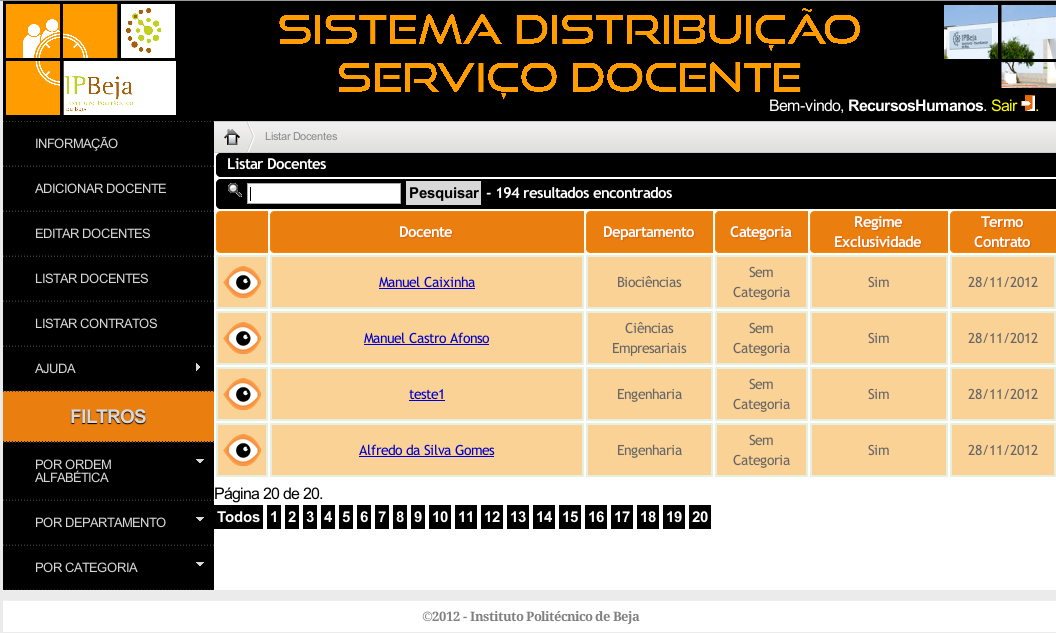 SISTEMA DISTRIBUIÇÃO
SERVIÇO DOCENTE
IPBeja
IPBeja
Bem-vindo, RecursosHumanos. Sair .
INFORMAÇÃO
ADICIONAR DOCENTE
EDITAR DOCENTES
LISTAR DOCENTES
LISTAR CONTRATOS
AJUDA
FILTROS
POR ORDEM
ALFABÉTICA
POR DEPARTAMENTO
POR CATEGORIA
Listar Docentes
Listar Docentes
Pesquisar - 194 resultados encontrados
Docente Departamento Categoria Regime Exclusividade Termo Contrato
Manuel Caixinha Biociências Sem Categoria Sim 28/11/2012
Manuel Castro Afonso Ciências Empresariais Sem Categoria Sim 28/11/2012
teste1 Engenharia Sem Categoria Sim 28/11/2012
Alfredo da Silva Gomes Engenharia Sem Categoria Sim 28/11/2012
Página 20 de 20.
Todos 1 2 3 4 5 6 7 8 9 10 11 12 13 14 15 16 17 18 19 20
©2012 - Instituto Politécnico de Beja